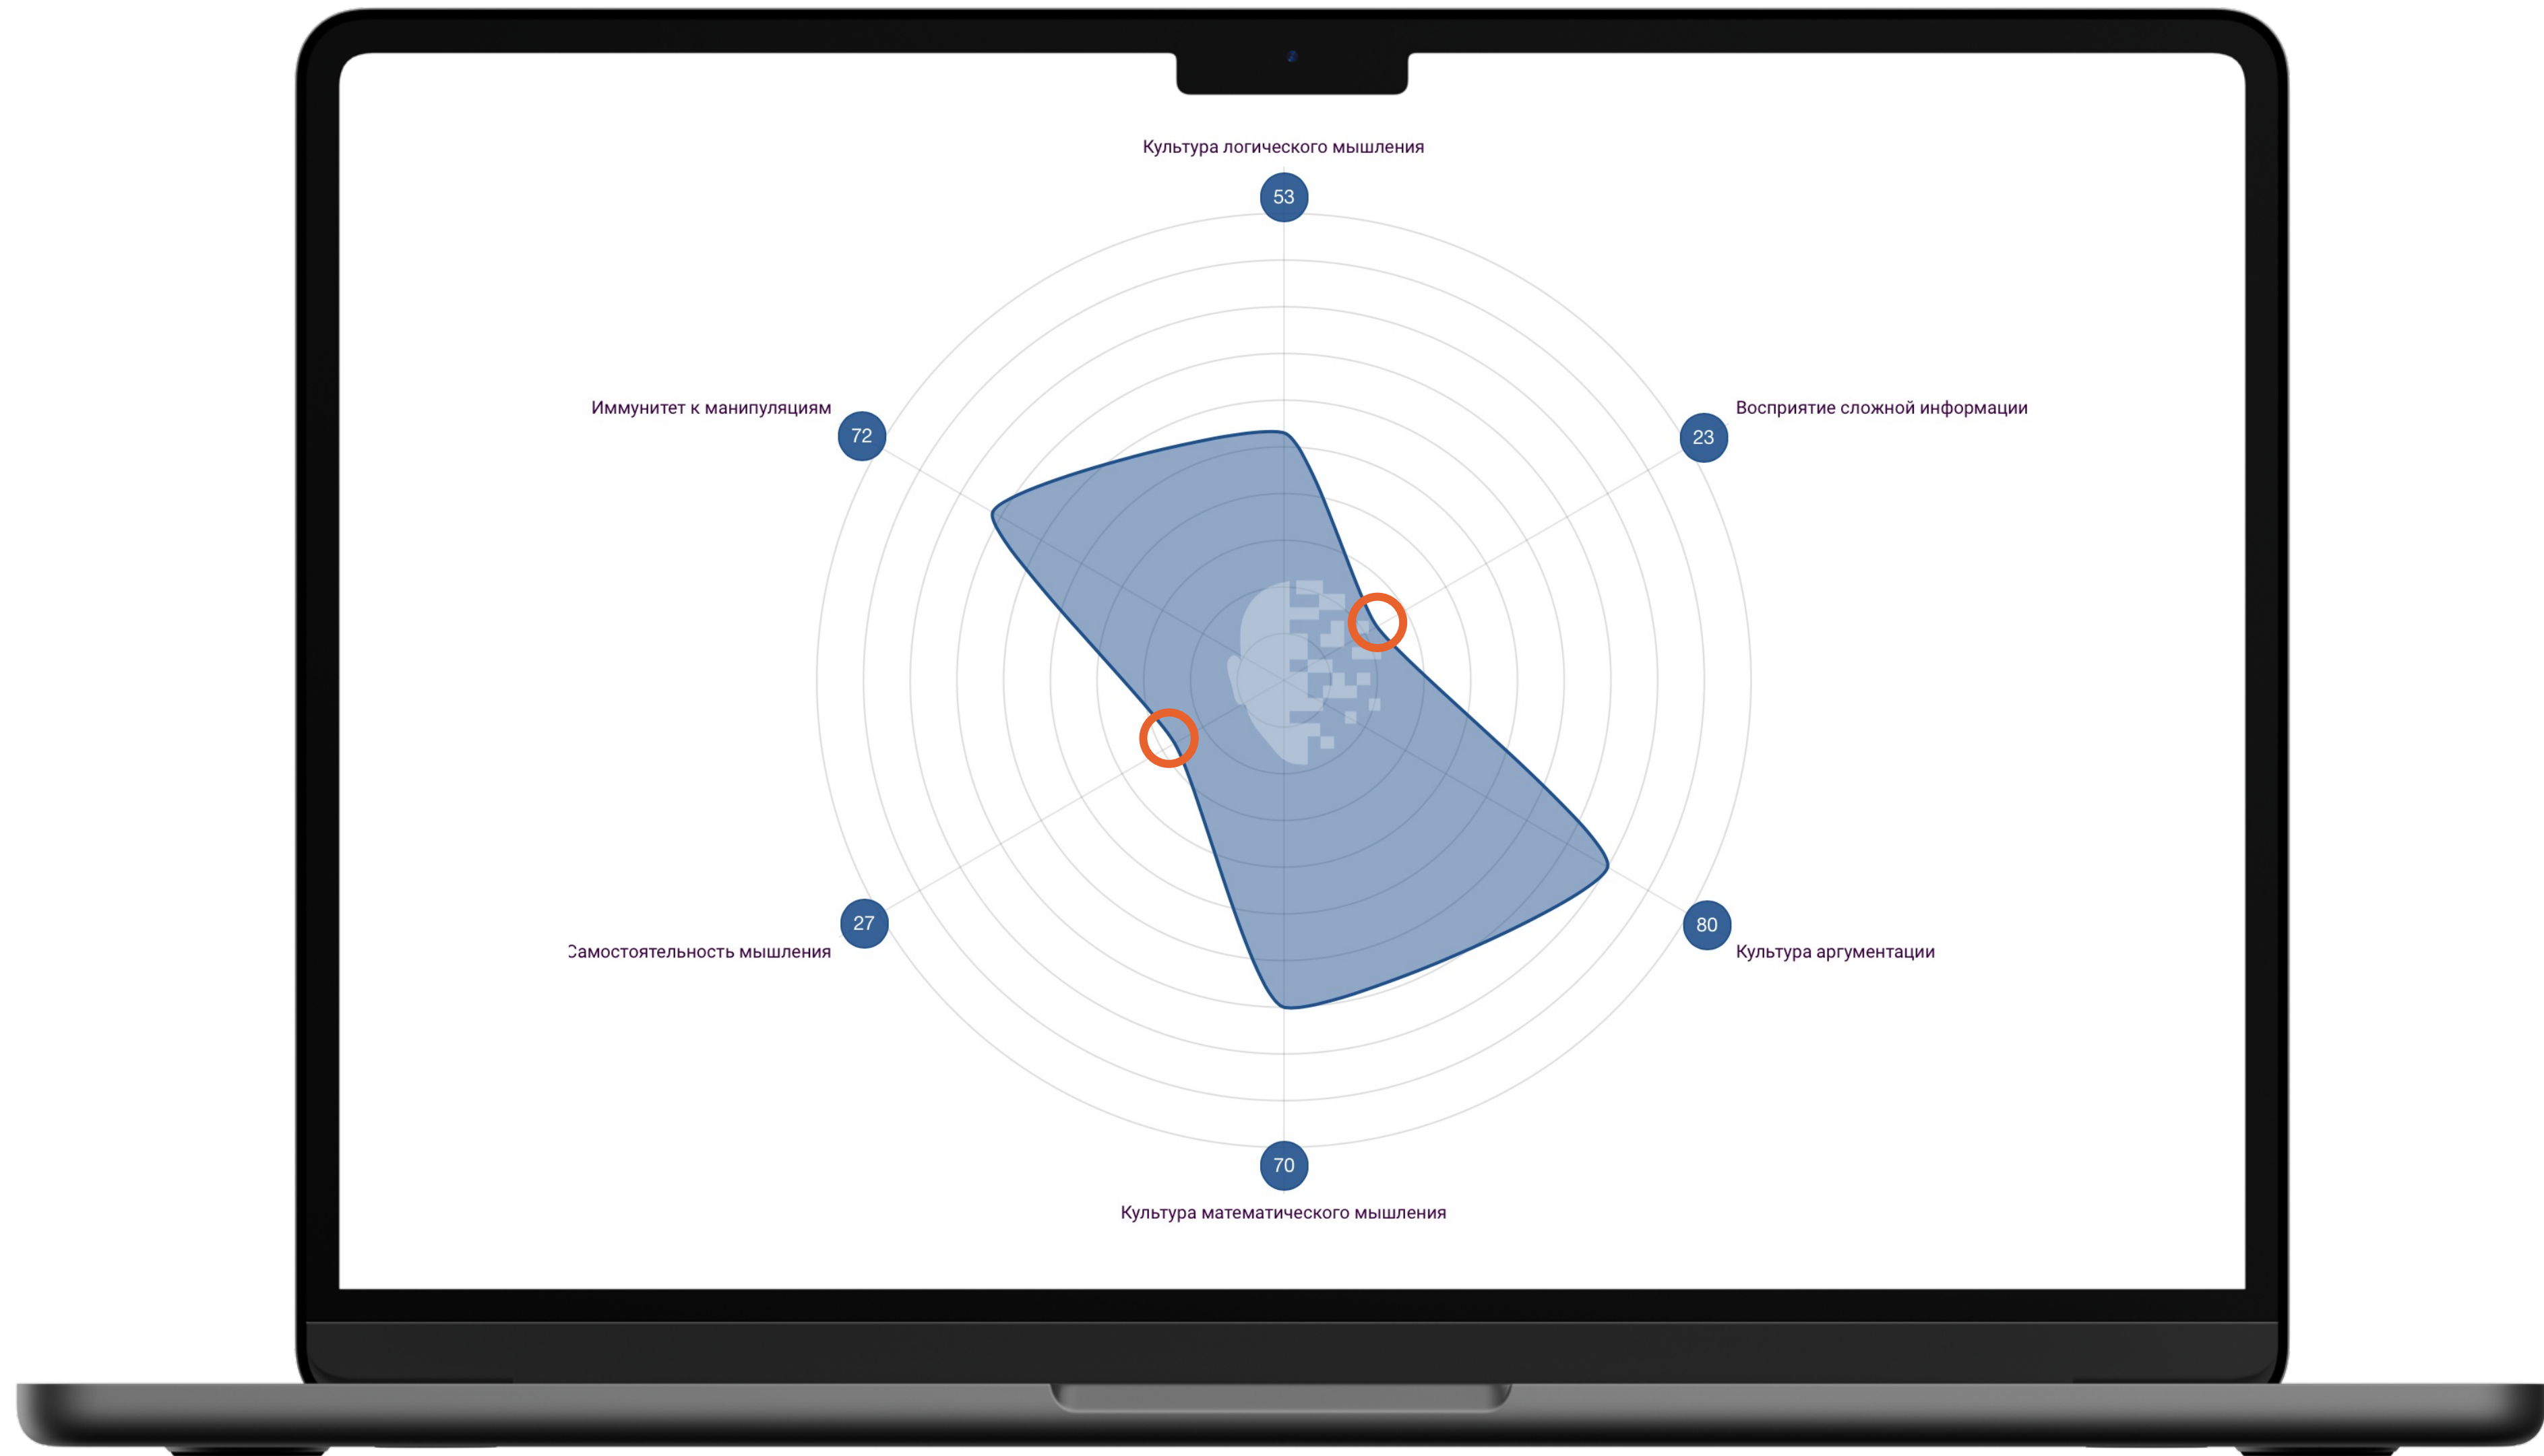 Культура логического мышления
53
Иммунитет к манипуляциям
72
Восприятие сложной информации
23
27
Самостоятельность мышления
80
Культура аргументации
70
Культура математического мышления